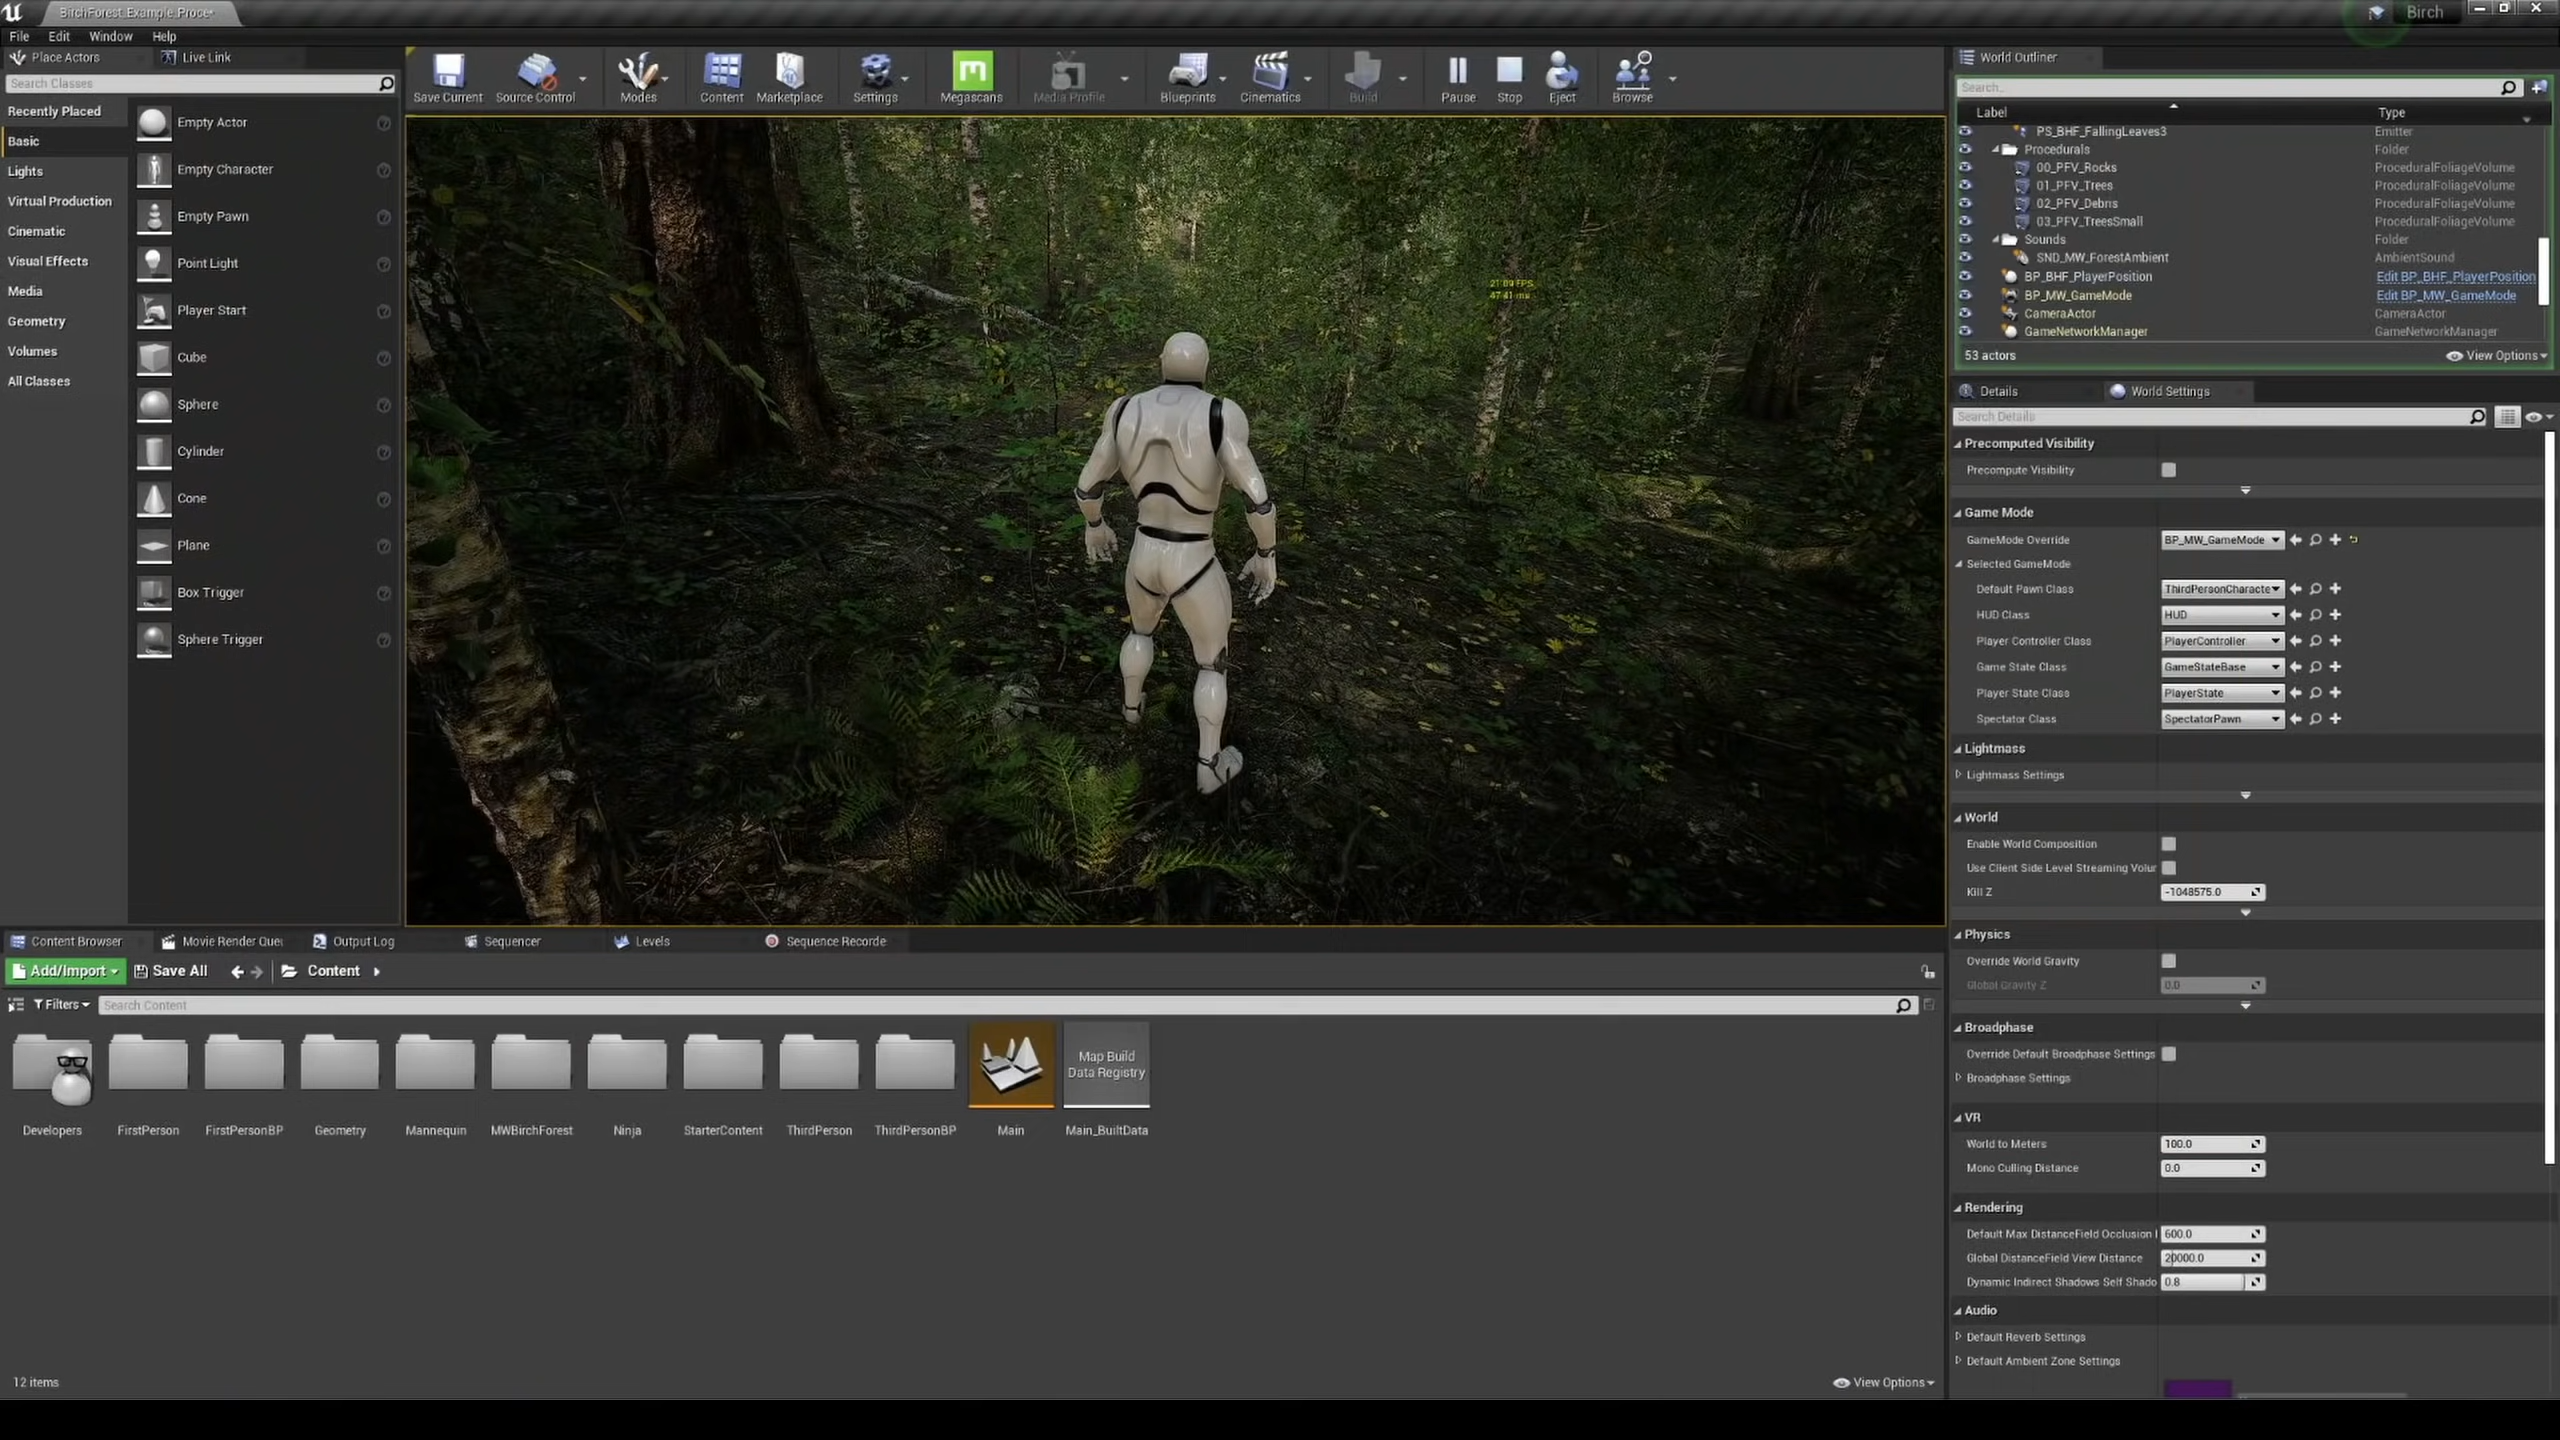 BirchForest_Example_Proce*
Birch
File Edit Window Help
Place Actors
Live Link
Search Classes
Recently Placed
Basic
Lights
Virtual Production
Cinematic
Visual Effects
Media
Geometry
Volumes
All Classes
Empty Actor
Empty Character
Empty Pawn
Point Light
Player Start
Cube
Sphere
Cylinder
Cone
Plane
Box Trigger
Sphere Trigger
Save Current
Source Control
Modes
Content
Marketplace
Settings
Megascans
Media Profile
Blueprints
Cinematics
Build
Pause
Stop
Eject
Browse
21.09 FPS
47.41 ms
World Outliner
Search...
Label Type
PS_BHF_FallingLeaves3 Emitter
Procedurals Folder
00_PFV_Rocks ProceduralFoliageVolume
01_PFV_Trees ProceduralFoliageVolume
02_PFV_Debris ProceduralFoliageVolume
03_PFV_TreesSmall ProceduralFoliageVolume
Sounds Folder
SND_MW_ForestAmbient AmbientSound
BP_BHF_PlayerPosition Edit BP_BHF_PlayerPosition
BP_MW_GameMode Edit BP_MW_GameMode
CameraActor CameraActor
GameNetworkManager GameNetworkManager
53 actors
View Options
Details
World Settings
Search Details
Precomputed Visibility
Precompute Visibility
Game Mode
GameMode Override BP_MW_GameMode
Selected GameMode
Default Pawn Class ThirdPersonCharacte
HUD Class HUD
Player Controller Class PlayerController
Game State Class GameStateBase
Player State Class PlayerState
Spectator Class SpectatorPawn
Lightmass
Lightmass Settings
World
Enable World Composition
Use Client Side Level Streaming Volur
Kill Z -1048575.0
Physics
Override World Gravity
Global Gravity Z 0.0
Broadphase
Override Default Broadphase Settings
Broadphase Settings
VR
World to Meters 100.0
Mono Culling Distance 0.0
Rendering
Default Max DistanceField Occlusion 600.0
Global DistanceField View Distance 20000.0
Dynamic Indirect Shadows Self Shado 0.8
Audio
Default Reverb Settings
Default Ambient Zone Settings
Content Browser
Movie Render Que
Output Log
Sequencer
Levels
Sequence Recorde
Add/Import
Save All
Content
Filters
Search Content
Map Build
Data Registry
Developers
FirstPerson
FirstPersonBP
Geometry
Mannequin
MWBirchForest
Ninja
StarterContent
ThirdPerson
ThirdPersonBP
Main
Main_BuiltData
12 items
View Options